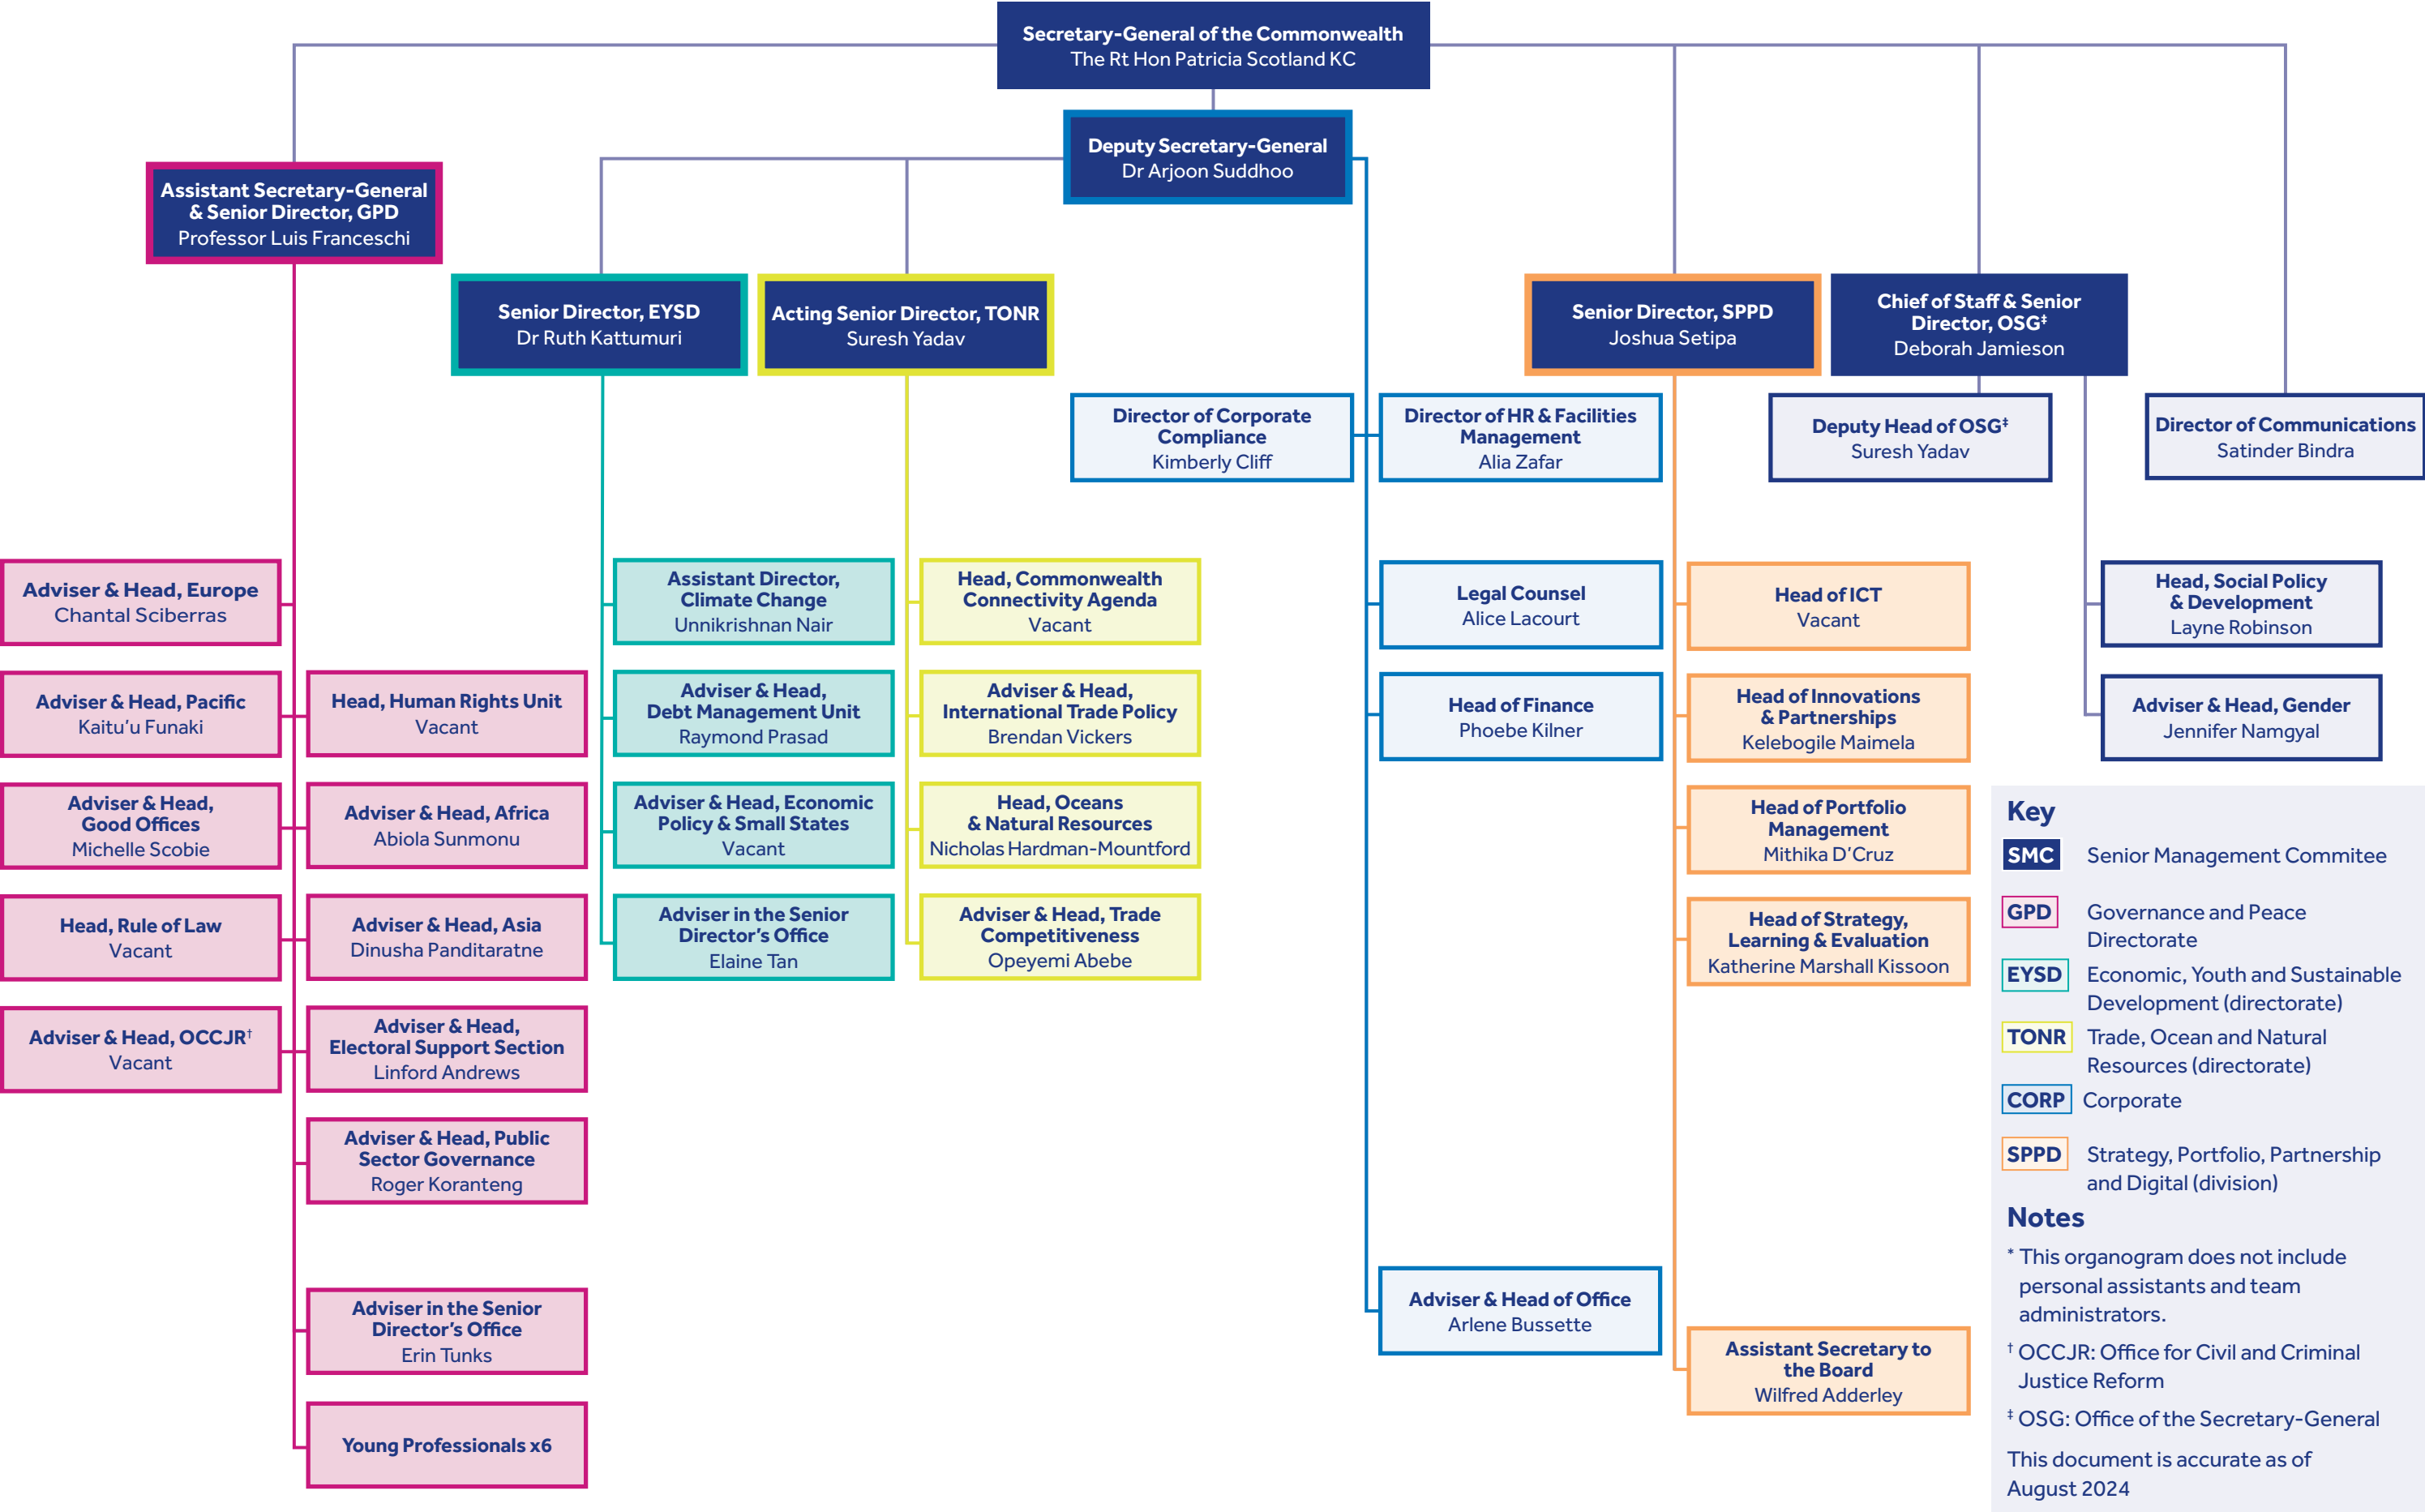 Secretary-General of the Commonwealth
The Rt Hon Patricia Scotland KC
Deputy Secretary-General
Dr Arjoon Suddhoo
Assistant Secretary-General
& Senior Director, GPD
Professor Luis Franceschi
Senior Director, EYSD
Dr Ruth Kattumuri
Acting Senior Director, TONR
Suresh Yadav
Senior Director, SPPD
Joshua Setipa
Chief of Staff & Senior
Director, OSG‡
Deborah Jamieson
Director of Corporate
Compliance
Kimberly Cliff
Director of HR & Facilities
Management
Alia Zafar
Deputy Head of OSG‡
Suresh Yadav
Director of Communications
Satinder Bindra
Adviser & Head, Europe
Chantal Sciberras
Adviser & Head, Pacific
Kaitu’u Funaki
Adviser & Head,
Good Offices
Michelle Scobie
Head, Rule of Law
Vacant
Adviser & Head, OCCJR†
Vacant
Head, Human Rights Unit
Vacant
Adviser & Head, Africa
Abiola Sunmonu
Adviser & Head, Asia
Dinusha Panditaratne
Adviser & Head,
Electoral Support Section
Linford Andrews
Adviser & Head, Public
Sector Governance
Roger Koranteng
Adviser in the Senior
Director’s Office
Erin Tunks
Young Professionals x6
Assistant Director,
Climate Change
Unnikrishnan Nair
Adviser & Head,
Debt Management Unit
Raymond Prasad
Adviser & Head, Economic
Policy & Small States
Vacant
Adviser in the Senior
Director’s Office
Elaine Tan
Head, Commonwealth
Connectivity Agenda
Vacant
Adviser & Head,
International Trade Policy
Brendan Vickers
Head, Oceans
& Natural Resources
Nicholas Hardman-Mountford
Adviser & Head, Trade
Competitiveness
Opeyemi Abebe
Legal Counsel
Alice Lacourt
Head of Finance
Phoebe Kilner
Adviser & Head of Office
Arlene Bussette
Head of ICT
Vacant
Head of Innovations
& Partnerships
Kelebogile Maimela
Head of Portfolio
Management
Mithika D’Cruz
Head of Strategy,
Learning & Evaluation
Katherine Marshall Kissoon
Assistant Secretary to
the Board
Wilfred Adderley
Head, Social Policy
& Development
Layne Robinson
Adviser & Head, Gender
Jennifer Namgyal
Key
SMC Senior Management Commitee
GPD Governance and Peace
Directorate
EYSD Economic, Youth and Sustainable
Development (directorate)
TONR Trade, Ocean and Natural
Resources (directorate)
CORP Corporate
SPPD Strategy, Portfolio, Partnership
and Digital (division)
Notes
* This organogram does not include
personal assistants and team
administrators.
† OCCJR: Office for Civil and Criminal
Justice Reform
‡ OSG: Office of the Secretary-General
This document is accurate as of
August 2024